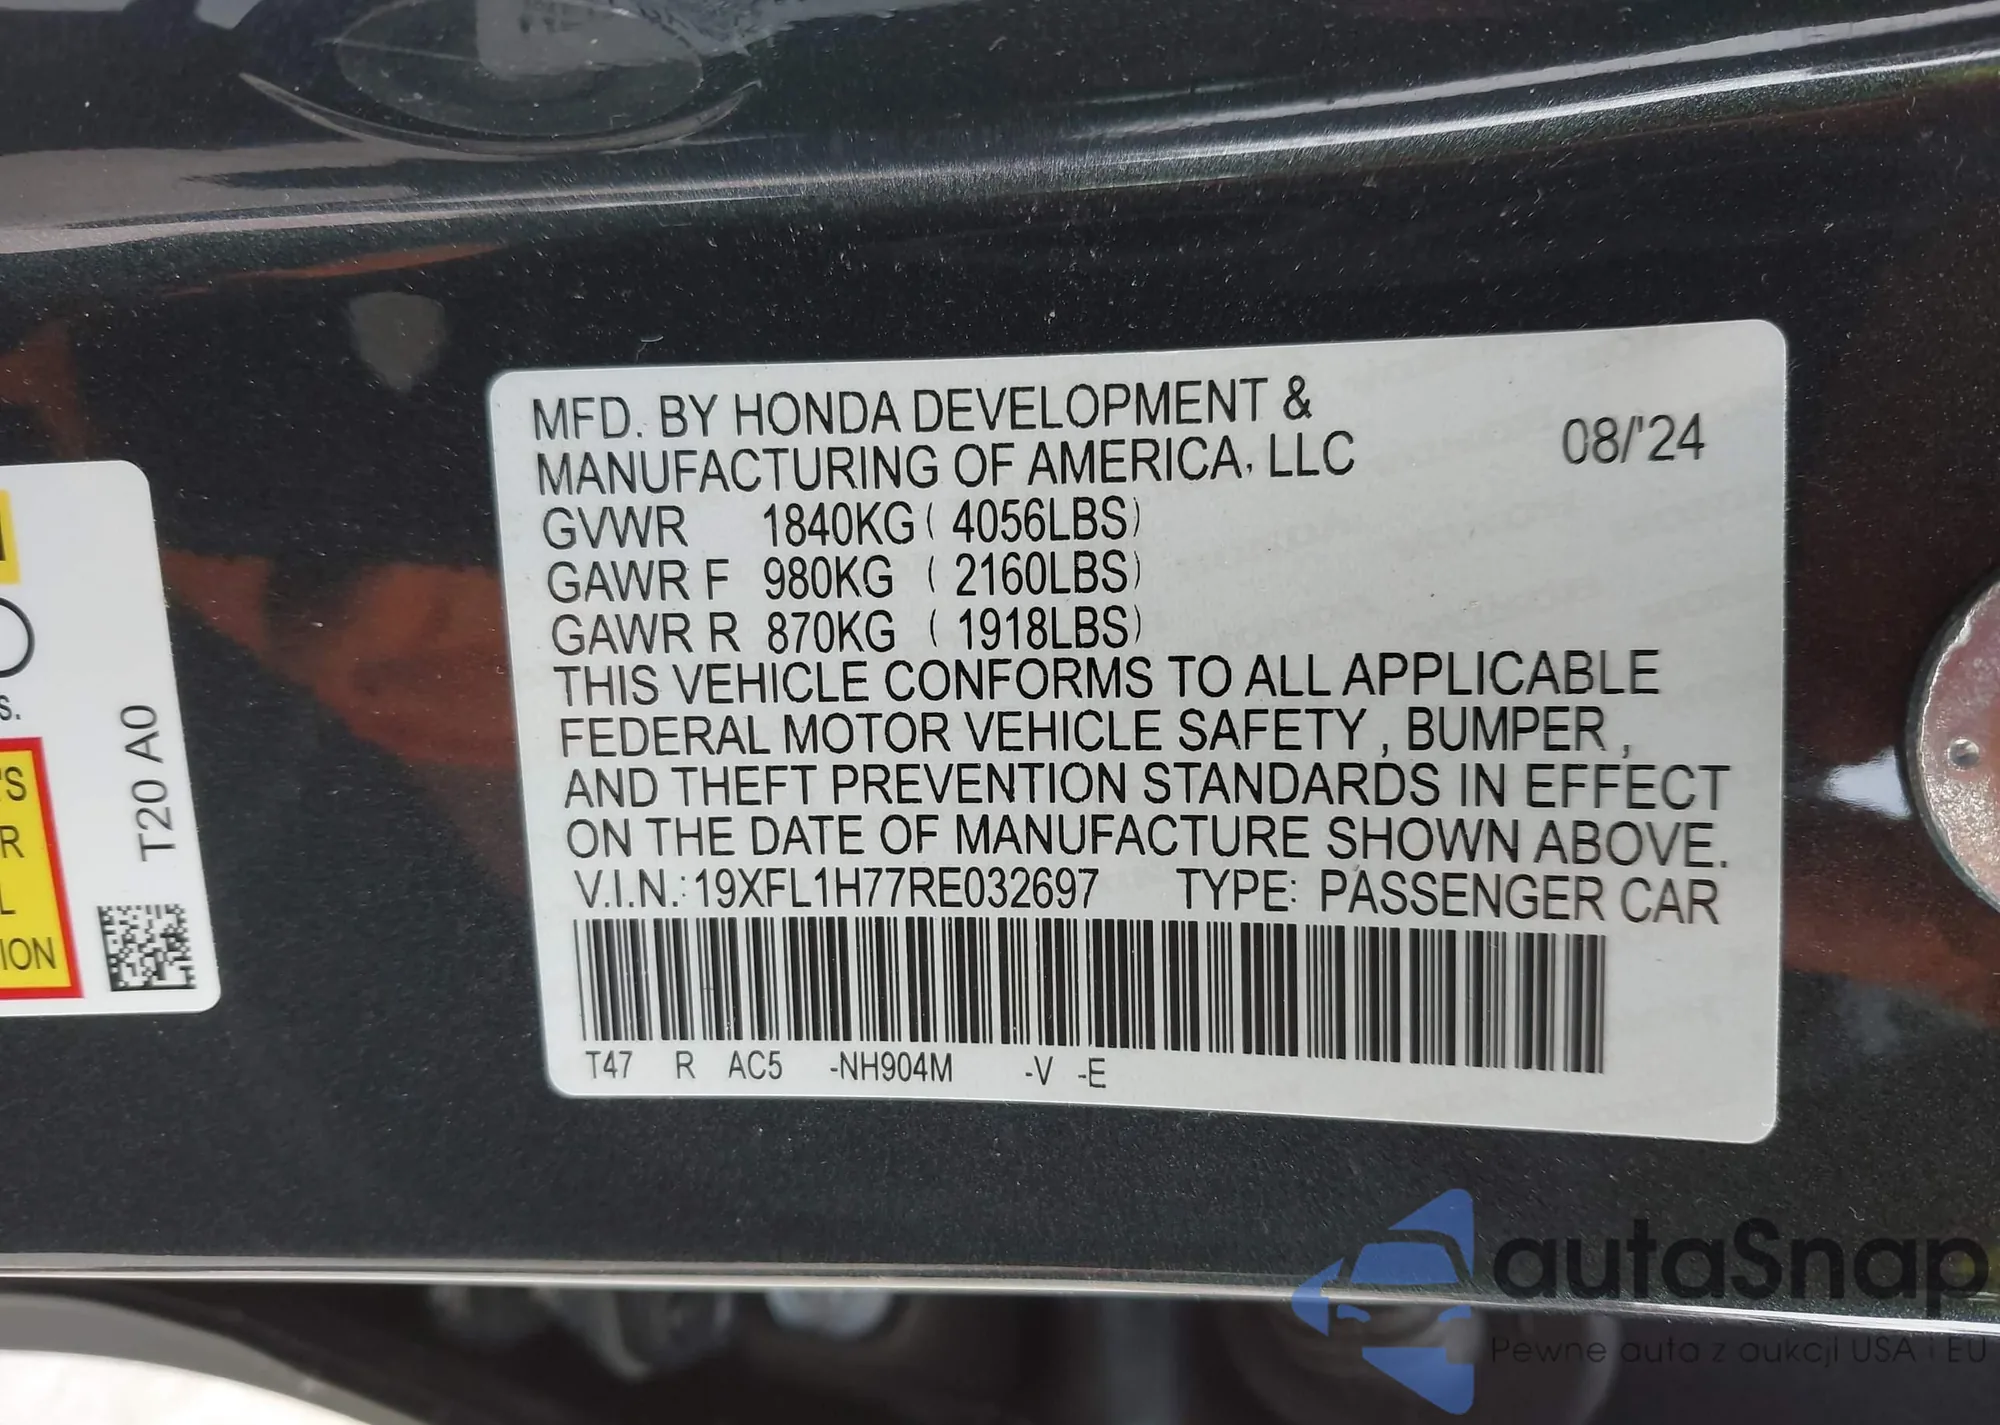 MFD. BY HONDA DEVELOPMENT &
MANUFACTURING OF AMERICA, LLC 08/'24
GVWR 1840KG ( 4056LBS)
GAWR F 980KG ( 2160LBS)
GAWR R 870KG ( 1918LBS)
THIS VEHICLE CONFORMS TO ALL APPLICABLE
FEDERAL MOTOR VEHICLE SAFETY , BUMPER ,
AND THEFT PREVENTION STANDARDS IN EFFECT
ON THE DATE OF MANUFACTURE SHOWN ABOVE.
V.I.N.: 19XFL1H77RE032697 TYPE: PASSENGER CAR
T47 R AC5 -NH904M -V -E
T20 A0
S.
'S
R
L
ION
autaSnap
Pewne auta z aukcji USA i EU